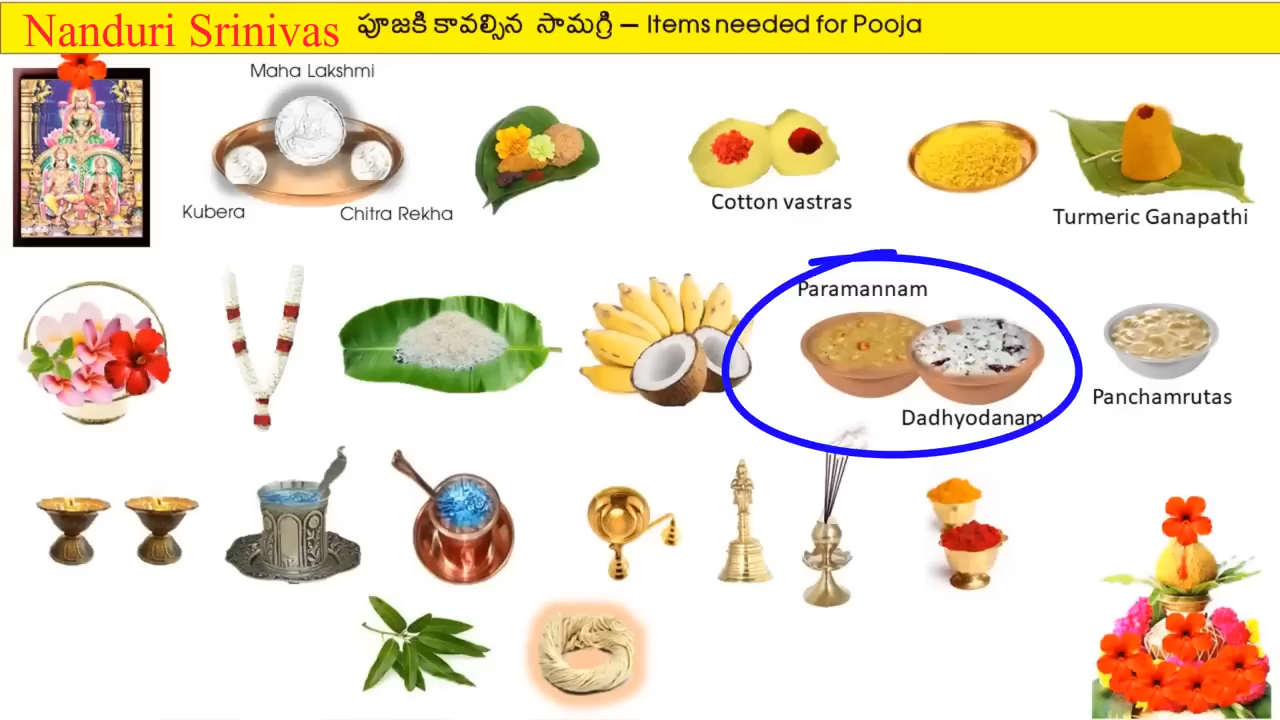 Nanduri Srinivas పూజకి కావల్సిన సామగ్రి – Items needed for Pooja
Maha Lakshmi
Kubera
Chitra Rekha
Cotton vastras
Turmeric Ganapathi
Paramannam
Dadhyodanam
Panchamrutas